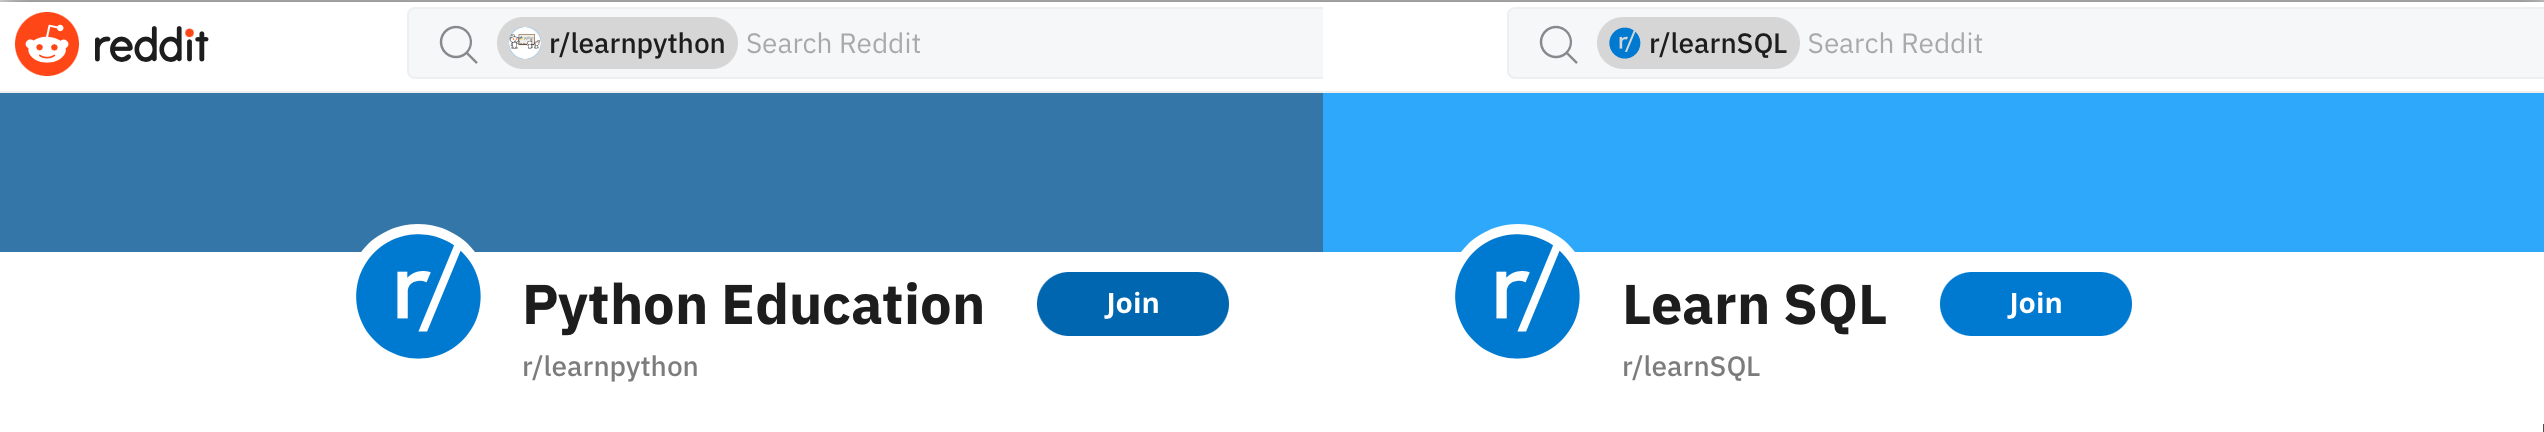 reddit
r/learnpython Search Reddit
r/ r/learnSQL Search Reddit
r/ Python Education Join
r/learnpython
r/ Learn SQL Join
r/learnSQL